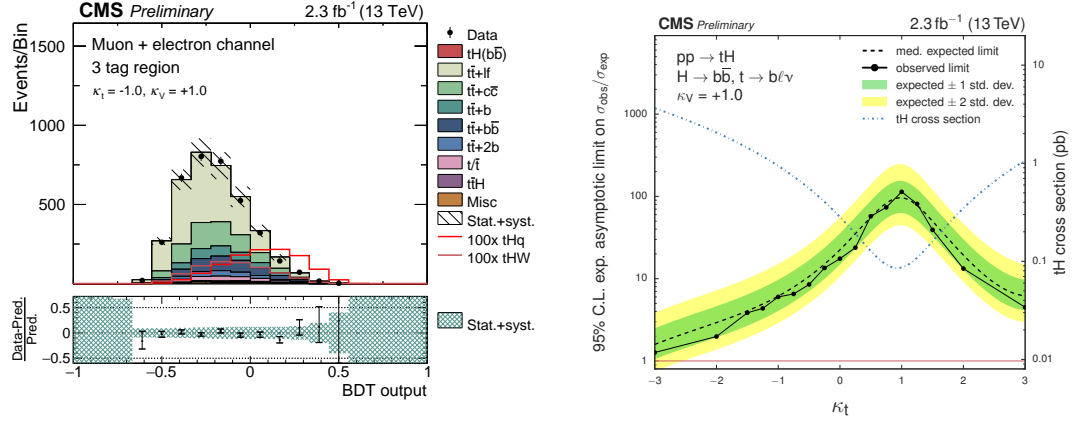 CMS Preliminary 2.3 fb⁻¹ (13 TeV)
Events/Bin
1500
1000
750
500
250
Muon + electron channel
3 tag region
κt = -1.0, κV = +1.0
Data
tH(bb̅)
tt̅+lf
tt̅+cc̅
tt̅+b
tt̅+bb̅
tt̅+2b
t/t̅
tt̅H
Misc
Stat.+syst.
100x tHq
100x tHW
Data-Pred.
Pred.
0.5
0
−0.5
Stat.+syst.
−1 −0.5 0 0.5 1
BDT output
CMS Preliminary 2.3 fb⁻¹ (13 TeV)
95% C.L. exp. asymptotic limit on σobs/σexp
1000
100
10
1
pp → tH
H → bb̅, t → bℓν
κV = +1.0
med. expected limit
observed limit
expected ± 1 std. dev.
expected ± 2 std. dev.
tH cross section
10
1
0.10
0.01
tH cross section (pb)
−3 −2 −1 0 1 2 3
κt